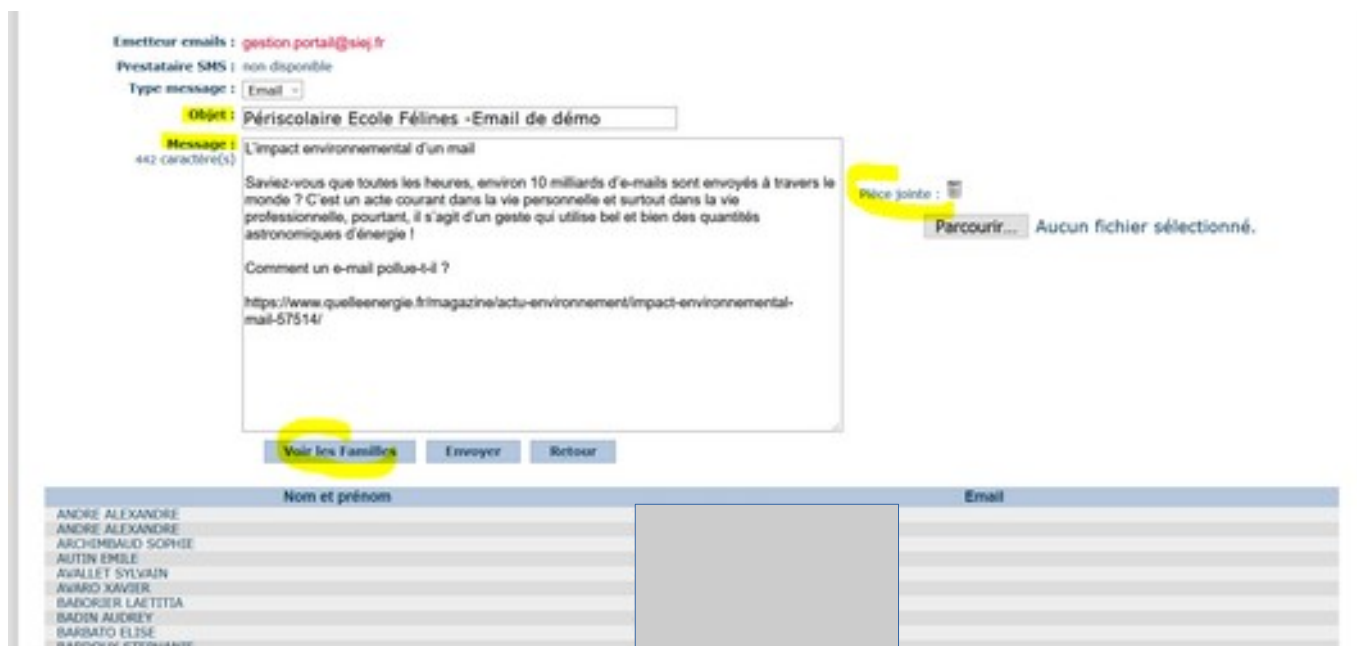 Emetteur emails : gestion.portail@siej.fr
Prestataire SMS : non disponible
Type message : Email
Objet : Périscolaire Ecole Félines -Email de démo
Message :
442 caractère(s)
L'impact environnemental d'un mail
Saviez-vous que toutes les heures, environ 10 milliards d'e-mails sont envoyés à travers le
monde ? C'est un acte courant dans la vie personnelle et surtout dans la vie
professionnelle, pourtant, il s'agit d'un geste qui utilise bel et bien des quantités
astronomiques d'énergie !
Comment un e-mail pollue-t-il ?
https://www.quelleenergie.fr/magazine/actu-environnement/impact-environnemental-
mail-57514/
Pièce jointe :
Parcourir... Aucun fichier sélectionné.
Voir les Familles Envoyer Retour
Nom et prénom Email
ANDRE ALEXANDRE
ANDRE ALEXANDRE
ARCHIMBAUD SOPHIE
AUTIN EMILE
AVALLET SYLVAIN
AVARO XAVIER
BABORIER LAETITIA
BADIN AUDREY
BARBATO ELISE